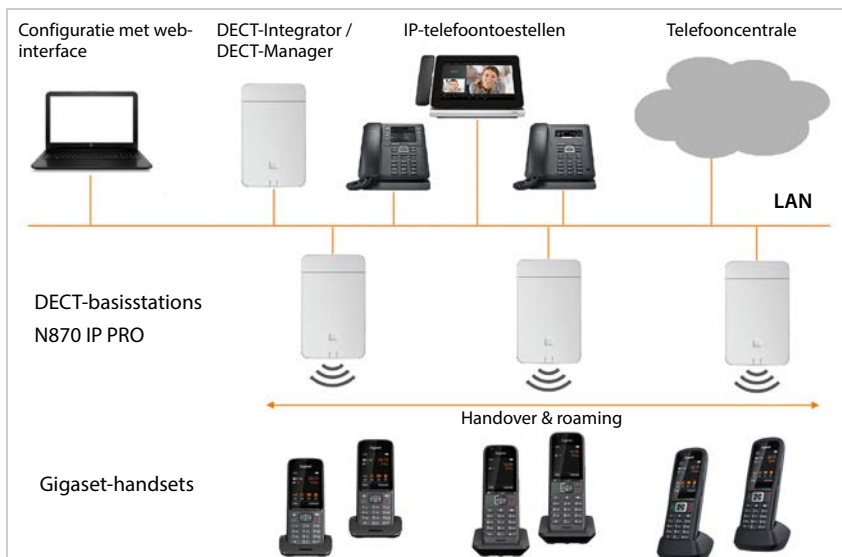 Configuratie met web-
interface
DECT-Integrator /
DECT-Manager
IP-telefoontoestellen
Telefooncentrale
LAN
DECT-basisstations
N870 IP PRO
Handover & roaming
Gigaset-handsets